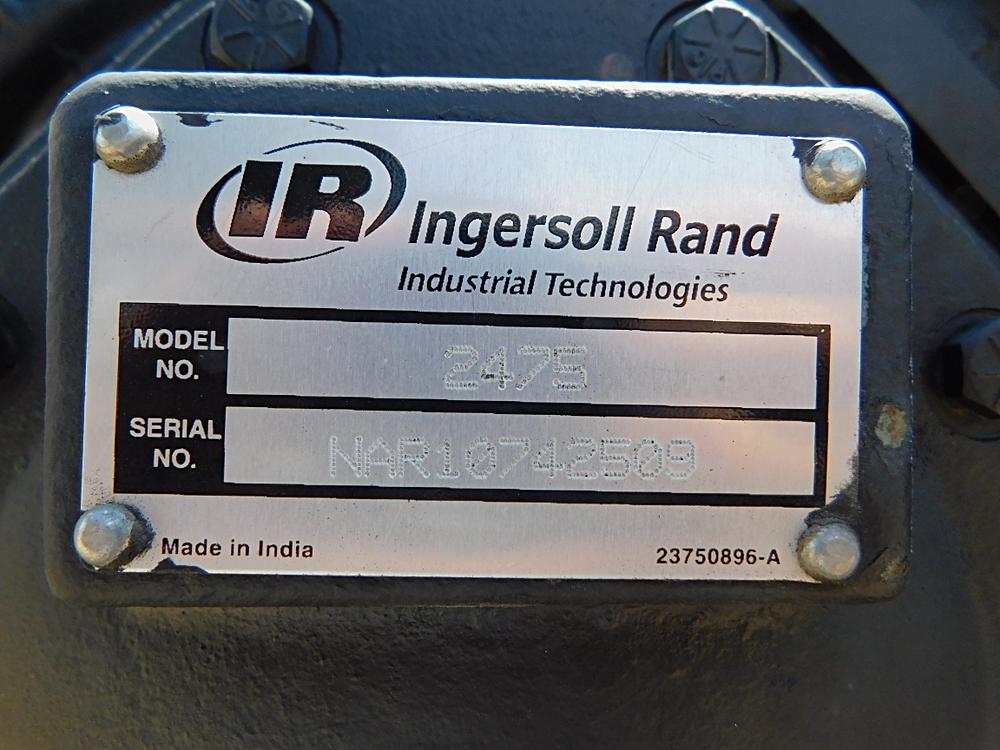 IR
Ingersoll Rand
Industrial Technologies
MODEL NO. 2475
SERIAL NO. NAR10742509
Made in India 23750896-A